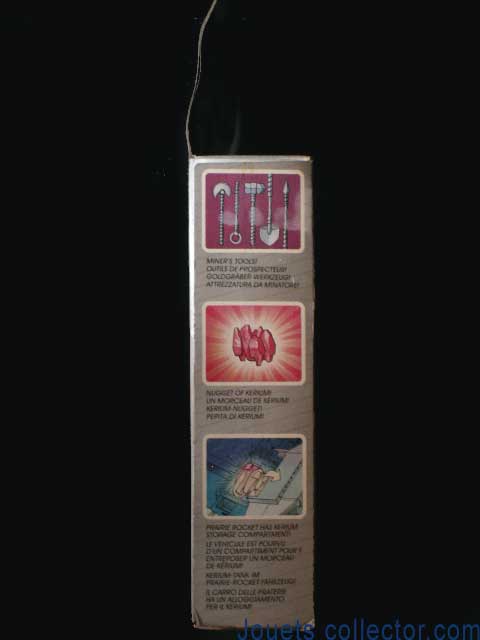 MINER'S TOOLS!
OUTILS DE PROSPECTEUR!
GOLDGRÄBER-WERKZEUG!
ATTREZZATURA DA MINATORE!
NUGGET OF KERIUM!
UN MORCEAU DE KERIUM!
KERIUM-NUGGET!
PEPITA DI KERIUM!
PRAIRIE ROCKET HAS KERIUM
STORAGE COMPARTMENT!
LE VEHICULE EST POURVU
D'UN COMPARTIMENT POUR Y
ENTREPOSER UN MORCEAU
DE KERIUM!
KERIUM-TANK IM
PRAIRIE-ROCKET FAHRZEUG!
IL CARRO DELLE PRATERIE
HA UN ALLOGGIAMENTO
PER IL KERIUM!
Jouets collector.com